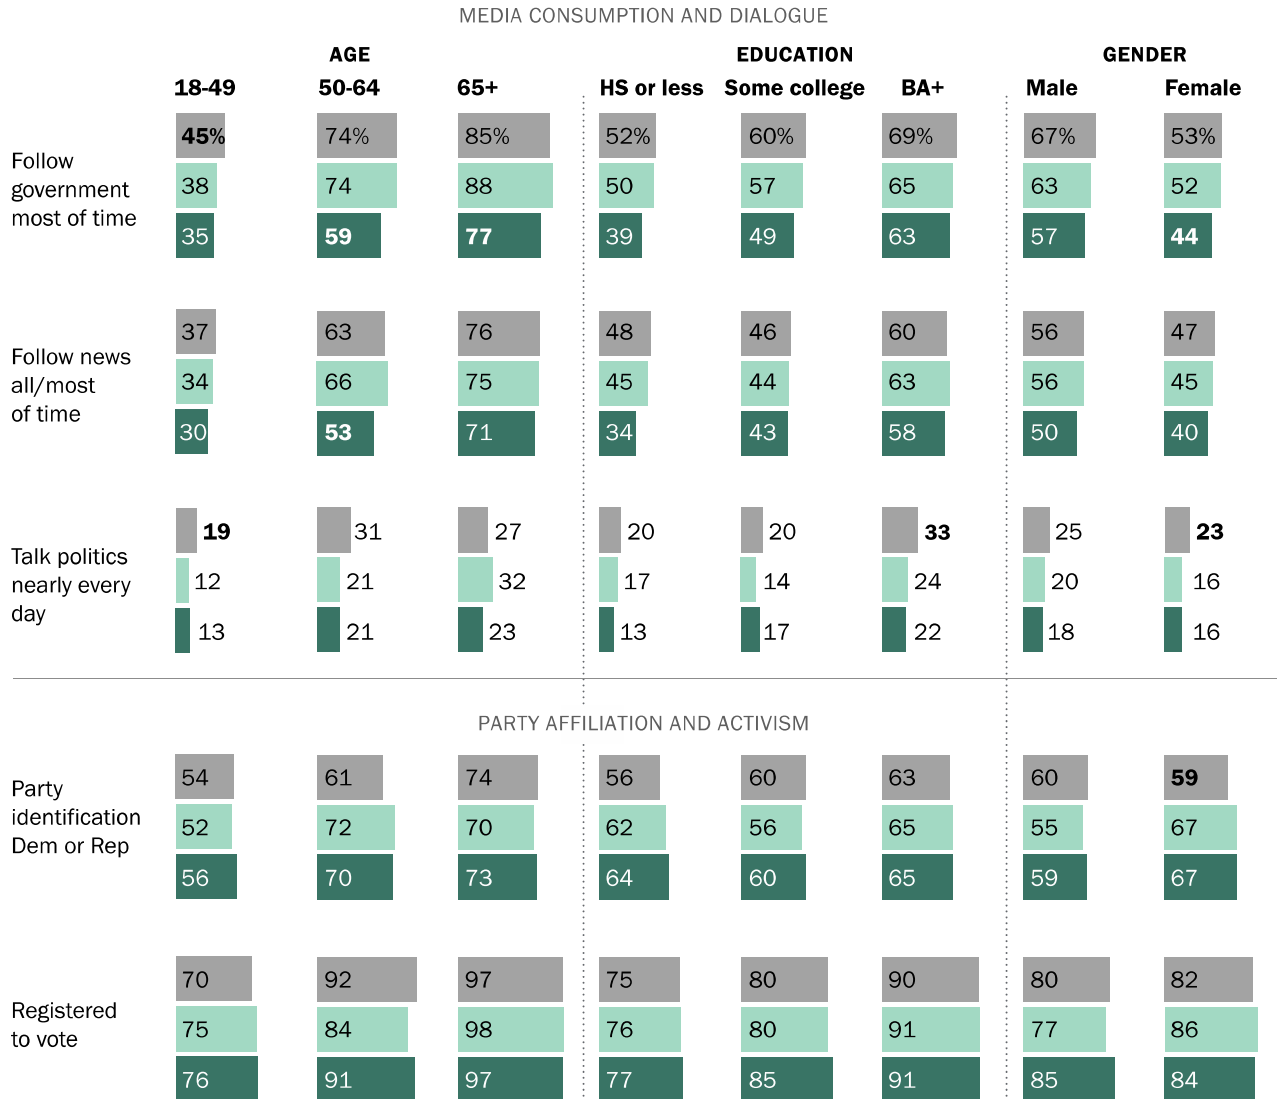 MEDIA CONSUMPTION AND DIALOGUE
AGE EDUCATION GENDER
18-49 50-64 65+ HS or less Some college BA+ Male Female
Follow
government
most of time
45% 74% 85% 52% 60% 69% 67% 53%
38 74 88 50 57 65 63 52
35 59 77 39 49 63 57 44
Follow news
all/most
of time
37 63 76 48 46 60 56 47
34 66 75 45 44 63 56 45
30 53 71 34 43 58 50 40
Talk politics
nearly every
day
19 31 27 20 20 33 25 23
12 21 32 17 14 24 20 16
13 21 23 13 17 22 18 16
PARTY AFFILIATION AND ACTIVISM
Party
identification
Dem or Rep
54 61 74 56 60 63 60 59
52 72 70 62 56 65 55 67
56 70 73 64 60 65 59 67
Registered
to vote
70 92 97 75 80 90 80 82
75 84 98 76 80 91 77 86
76 91 97 77 85 91 85 84